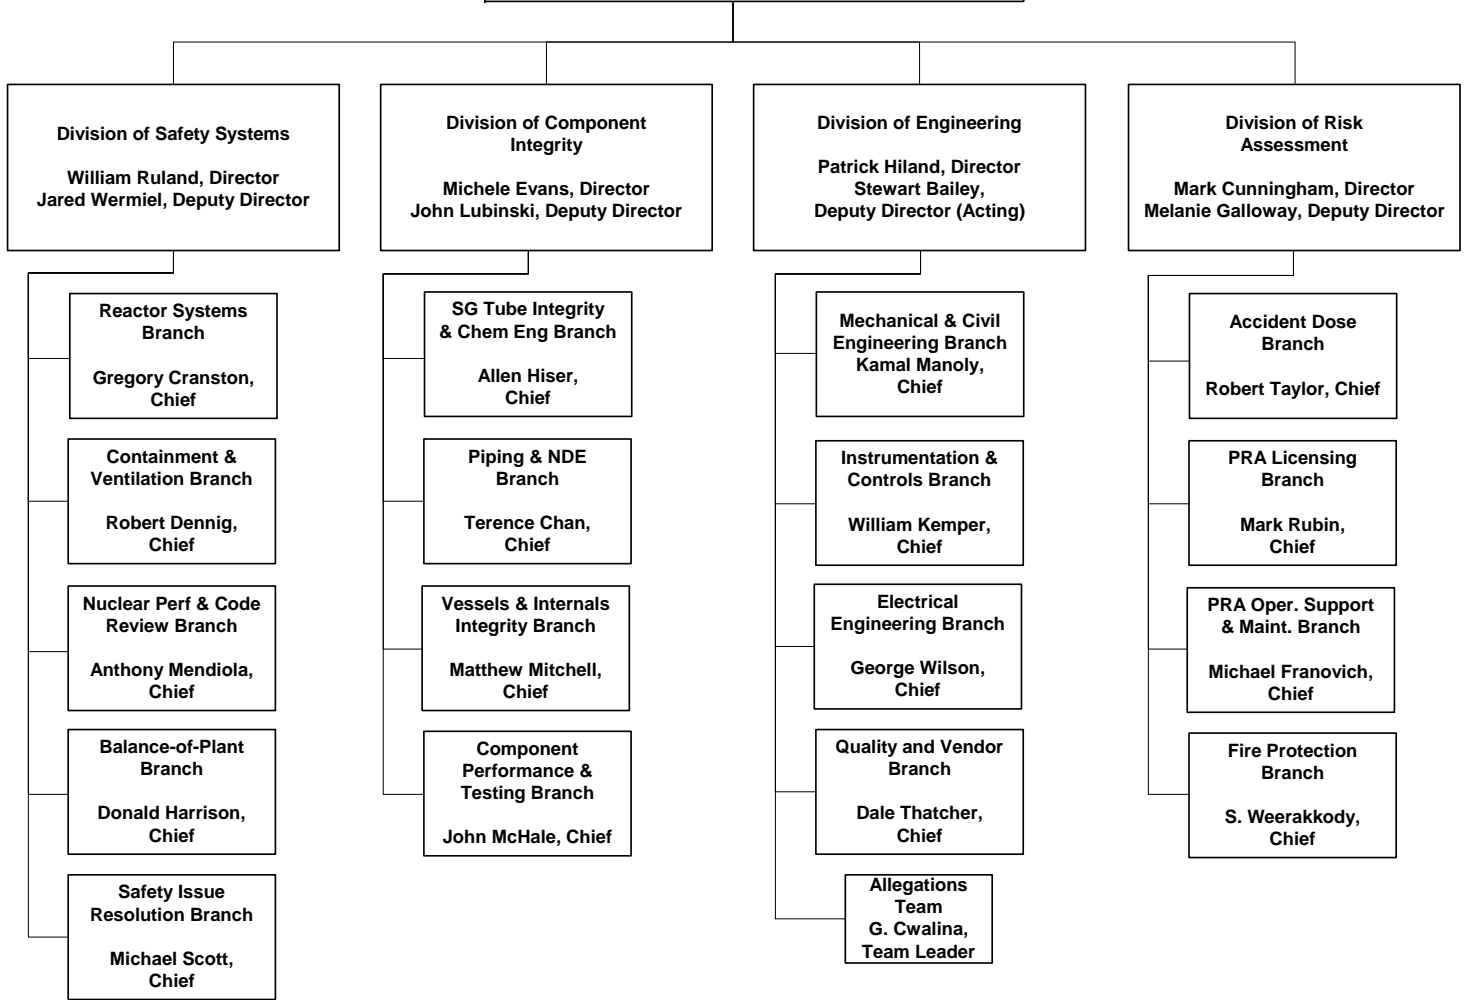 Division of Safety Systems
William Ruland, Director
Jared Wermiel, Deputy Director
Reactor Systems
Branch
Gregory Cranston,
Chief
Containment &
Ventilation Branch
Robert Dennig,
Chief
Nuclear Perf & Code
Review Branch
Anthony Mendiola,
Chief
Balance-of-Plant
Branch
Donald Harrison,
Chief
Safety Issue
Resolution Branch
Michael Scott,
Chief
Division of Component
Integrity
Michele Evans, Director
John Lubinski, Deputy Director
SG Tube Integrity
& Chem Eng Branch
Allen Hiser,
Chief
Piping & NDE
Branch
Terence Chan,
Chief
Vessels & Internals
Integrity Branch
Matthew Mitchell,
Chief
Component
Performance &
Testing Branch
John McHale, Chief
Division of Engineering
Patrick Hiland, Director
Stewart Bailey,
Deputy Director (Acting)
Mechanical & Civil
Engineering Branch
Kamal Manoly,
Chief
Instrumentation &
Controls Branch
William Kemper,
Chief
Electrical
Engineering Branch
George Wilson,
Chief
Quality and Vendor
Branch
Dale Thatcher,
Chief
Allegations
Team
G. Cwalina,
Team Leader
Division of Risk
Assessment
Mark Cunningham, Director
Melanie Galloway, Deputy Director
Accident Dose
Branch
Robert Taylor, Chief
PRA Licensing
Branch
Mark Rubin,
Chief
PRA Oper. Support
& Maint. Branch
Michael Franovich,
Chief
Fire Protection
Branch
S. Weerakkody,
Chief